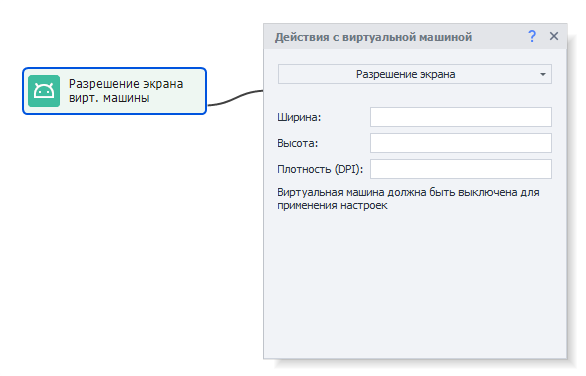 Разрешение экрана
вирт. машины
Действия с виртуальной машиной
?
Разрешение экрана
Ширина:
Высота:
Плотность (DPI):
Виртуальная машина должна быть выключена для
применения настроек